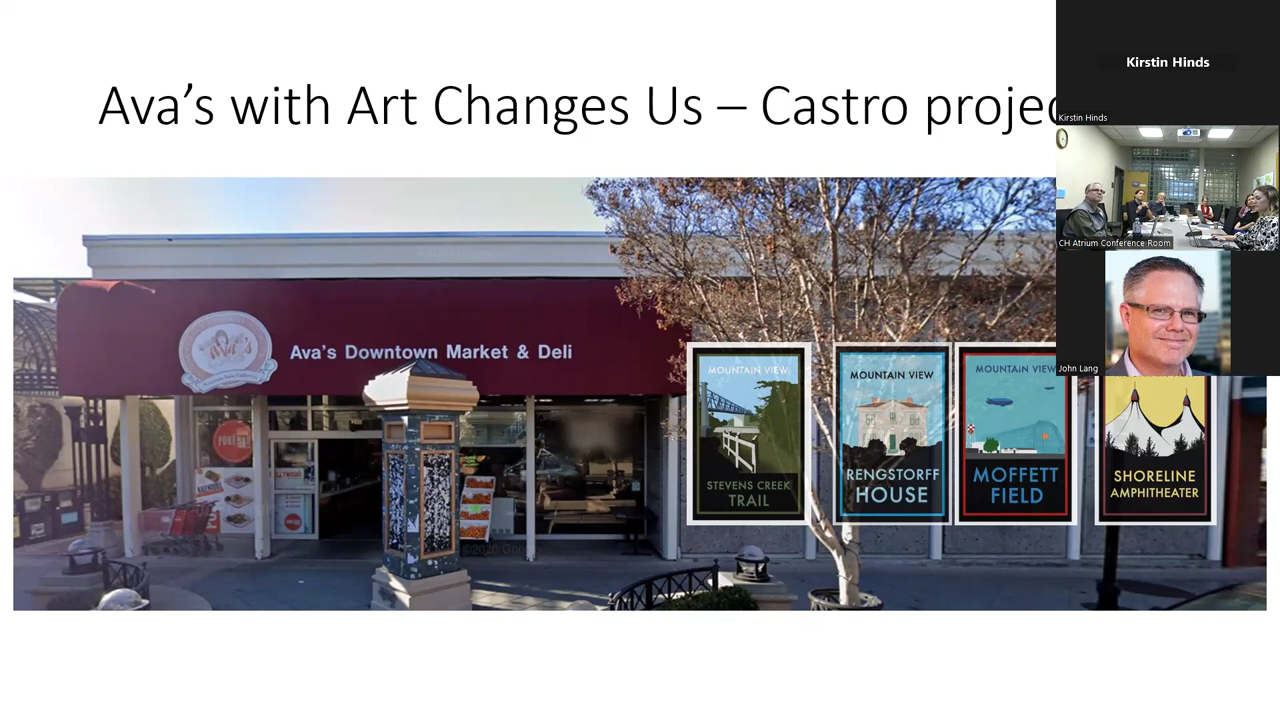 Ava's with Art Changes Us – Castro projec
Kirstin Hinds
Kirstin Hinds
CH Atrium Conference Room
John Lang
Ava's
Ava's Downtown Market & Deli
MOUNTAIN VIEW
STEVENS CREEK
TRAIL
MOUNTAIN VIEW
RENGSTORFF
HOUSE
MOUNTAIN VIEW
MOFFETT
FIELD
SHORELINE
AMPHITHEATER